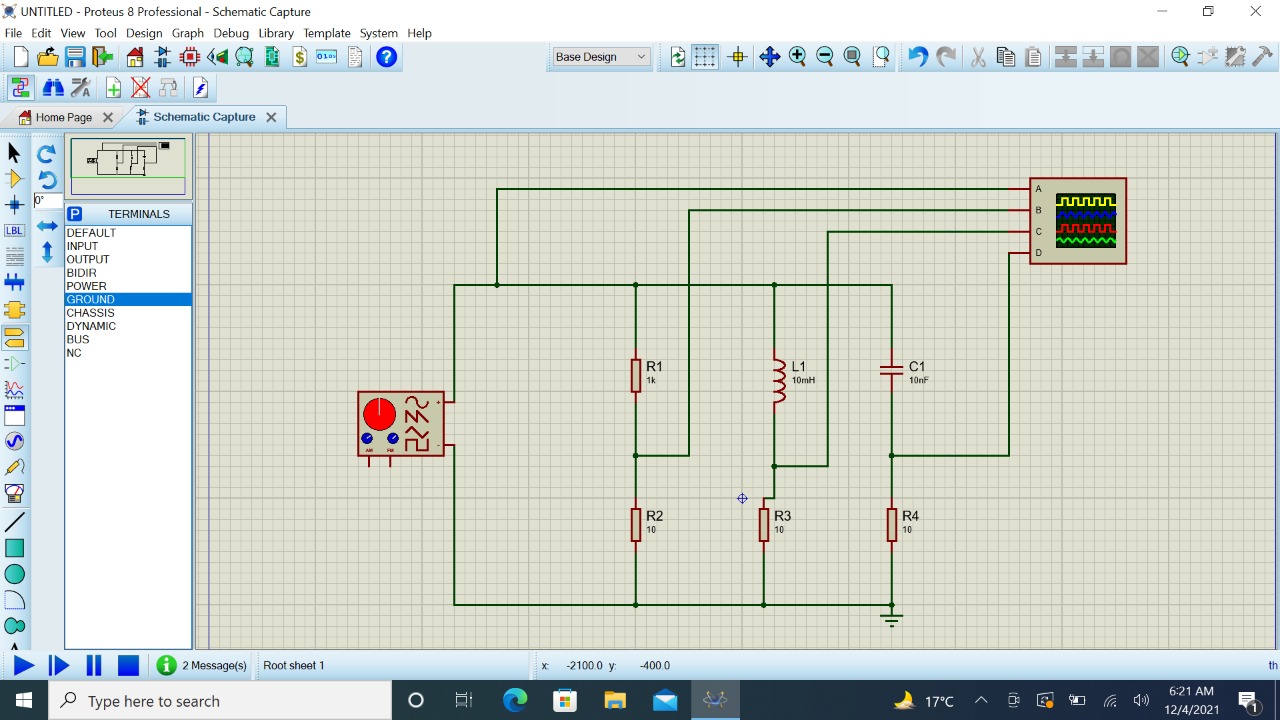 UNTITLED - Proteus 8 Professional - Schematic Capture
File Edit View Tool Design Graph Debug Library Template System Help
Base Design
Home Page
Schematic Capture
0°
LBL
P TERMINALS
DEFAULT
INPUT
OUTPUT
BIDIR
POWER
GROUND
CHASSIS
DYNAMIC
BUS
NC
A
B
C
D
R1
1k
L1
10mH
C1
10nF
+
-
AM FM
R2
10
R3
10
R4
10
2 Message(s) Root sheet 1 x: -2100.0 y: -400.0 th
Type here to search
17°C
6:21 AM
12/4/2021
1